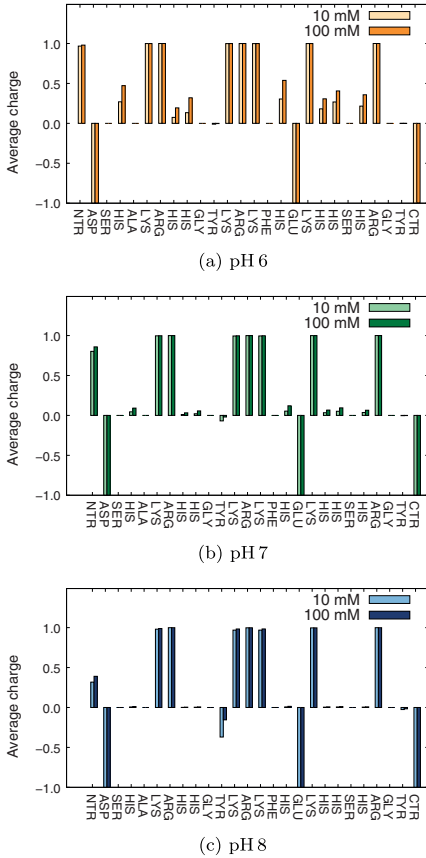 10 mM
100 mM
Average charge
1.0
0.5
0.0
−0.5
−1.0
NTR ASP SER HIS ALA LYS ARG HIS HIS GLY TYR LYS ARG LYS PHE HIS GLU LYS HIS HIS SER HIS ARG GLY TYR CTR
(a) pH 6
10 mM
100 mM
Average charge
1.0
0.5
0.0
−0.5
−1.0
NTR ASP SER HIS ALA LYS ARG HIS HIS GLY TYR LYS ARG LYS PHE HIS GLU LYS HIS HIS SER HIS ARG GLY TYR CTR
(b) pH 7
10 mM
100 mM
Average charge
1.0
0.5
0.0
−0.5
−1.0
NTR ASP SER HIS ALA LYS ARG HIS HIS GLY TYR LYS ARG LYS PHE HIS GLU LYS HIS HIS SER HIS ARG GLY TYR CTR
(c) pH 8